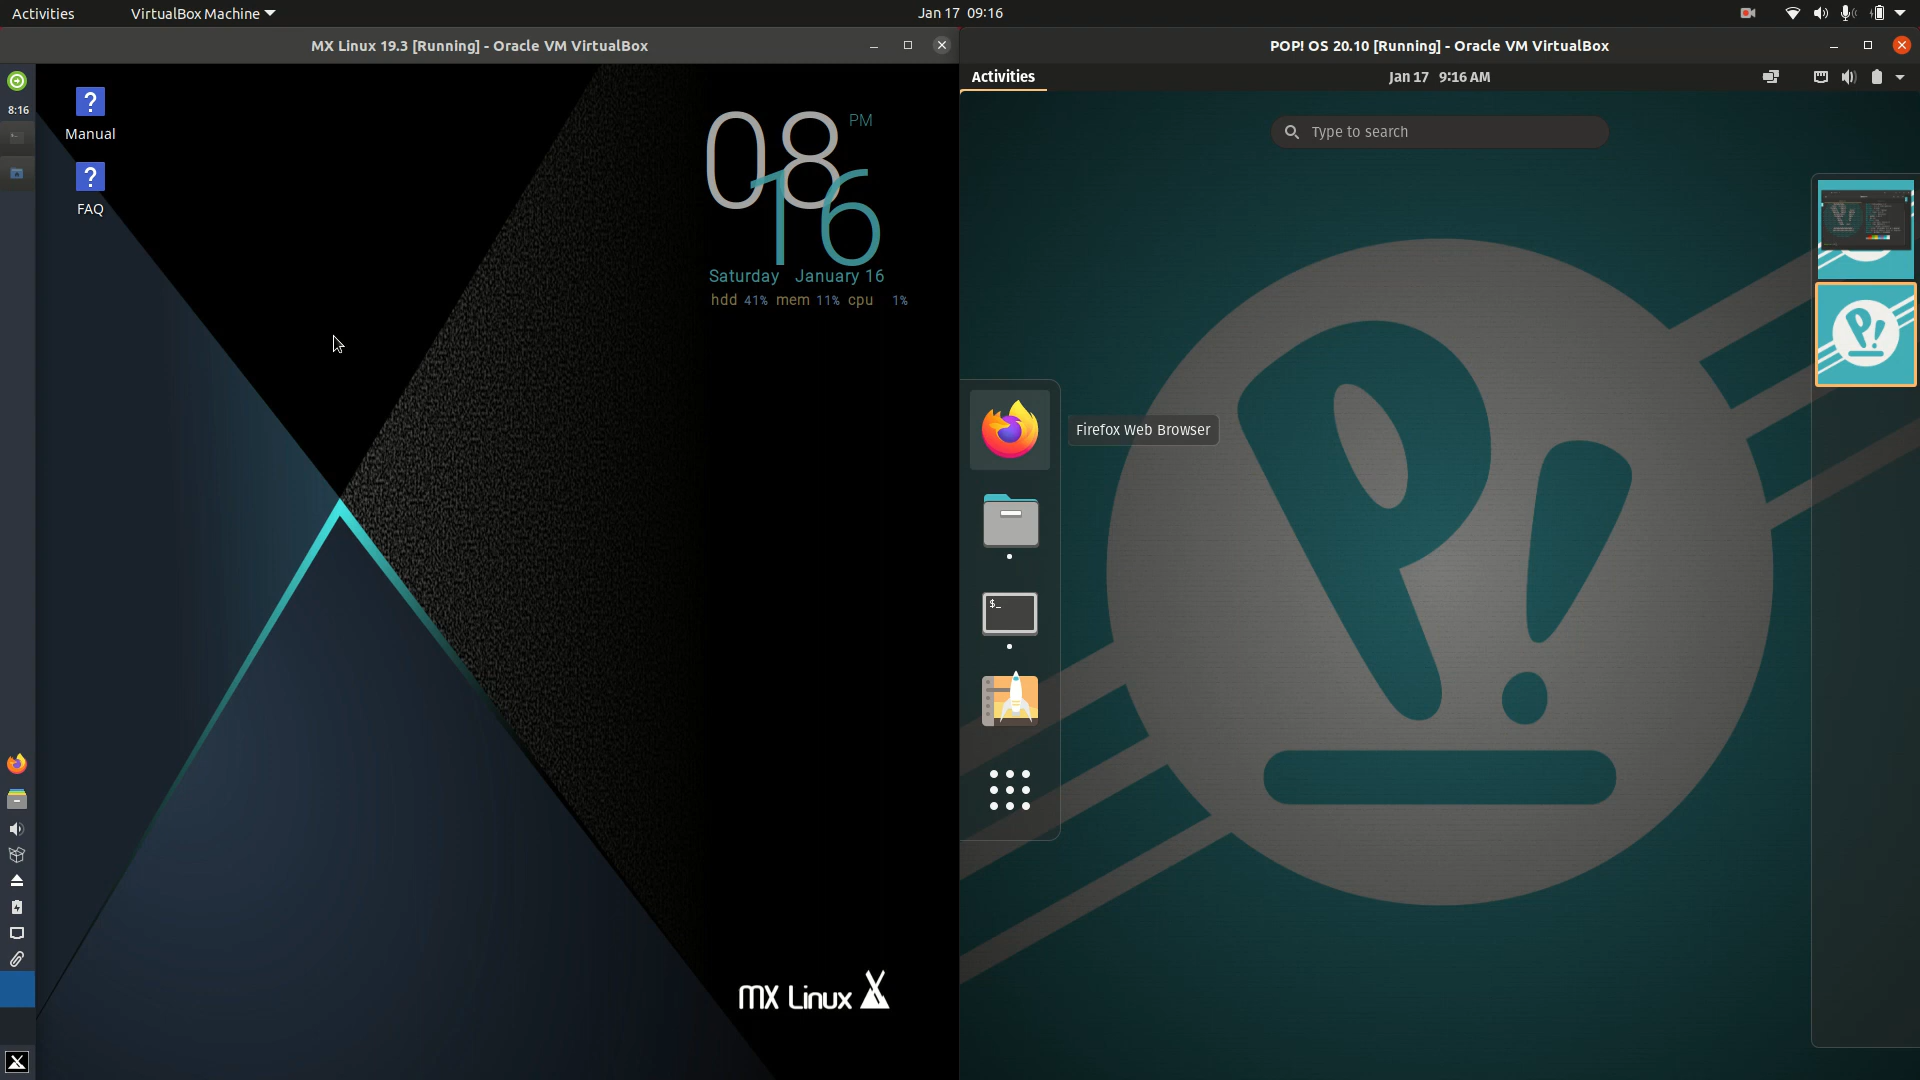 Activities VirtualBox Machine Jan 17 09:16
MX Linux 19.3 [Running] - Oracle VM VirtualBox
8:16
Manual
FAQ
08 PM
16
Saturday January 16
hdd 41% mem 11% cpu 1%
MX Linux
POP! OS 20.10 [Running] - Oracle VM VirtualBox
Activities Jan 17 9:16 AM
Type to search
Firefox Web Browser
$_
P!
P!